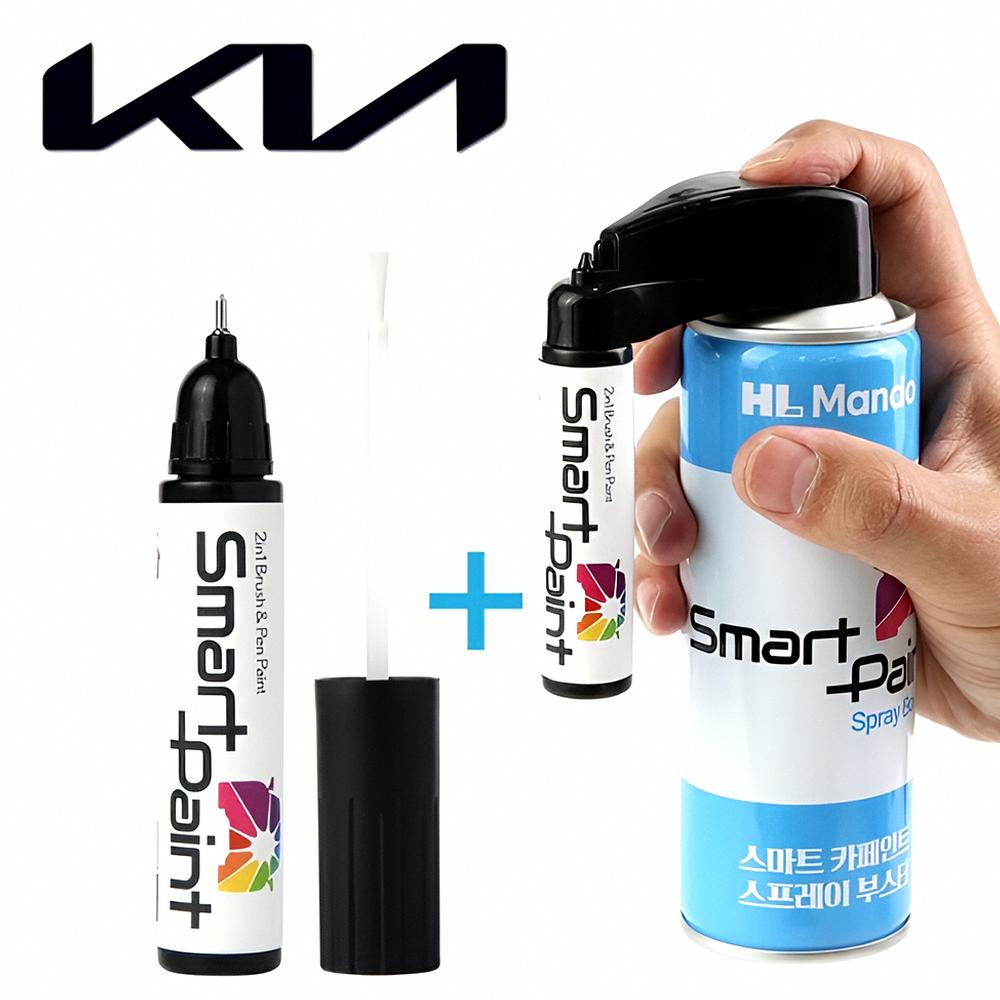 KIA
2in1 Brush & Pen Paint
Smart Paint
2in1 Brush & Pen Paint
Smart Paint
HL Mando
Smart
Pain
Spray
스마트 카페인트
스프레이 부스터